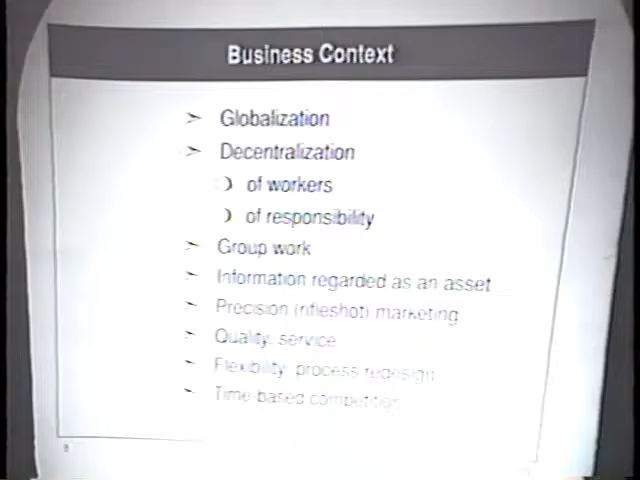 Business Context
➢ Globalization
➢ Decentralization
❍ of workers
❍ of responsibility
➢ Group work
➢ Information regarded as an asset
➢ Precision (rifleshot) marketing
➢ Quality, service
➢ Flexibility, process redesign
➢ Time-based competition